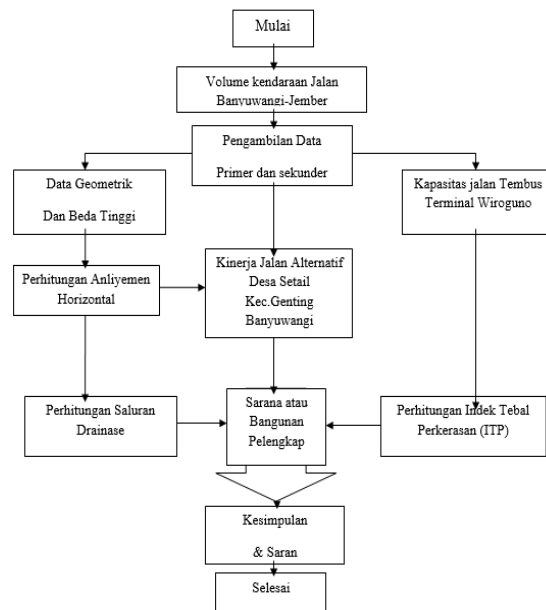 Mulai
Volume kendaraan Jalan
Banyuwangi-Jember
Pengambilan Data
Primer dan sekunder
Data Geometrik
Dan Beda Tinggi
Kapasitas jalan Tembus
Terminal Wiroguno
Perhitungan Anliyemen
Horizontal
Kinerja Jalan Alternatif
Desa Setail
Kec.Genting
Banyuwangi
Perhitungan Saluran
Drainase
Sarana atau
Bangunan
Pelengkap
Perhitungan Indek Tebal
Perkerasan (ITP)
Kesimpulan
& Saran
Selesai